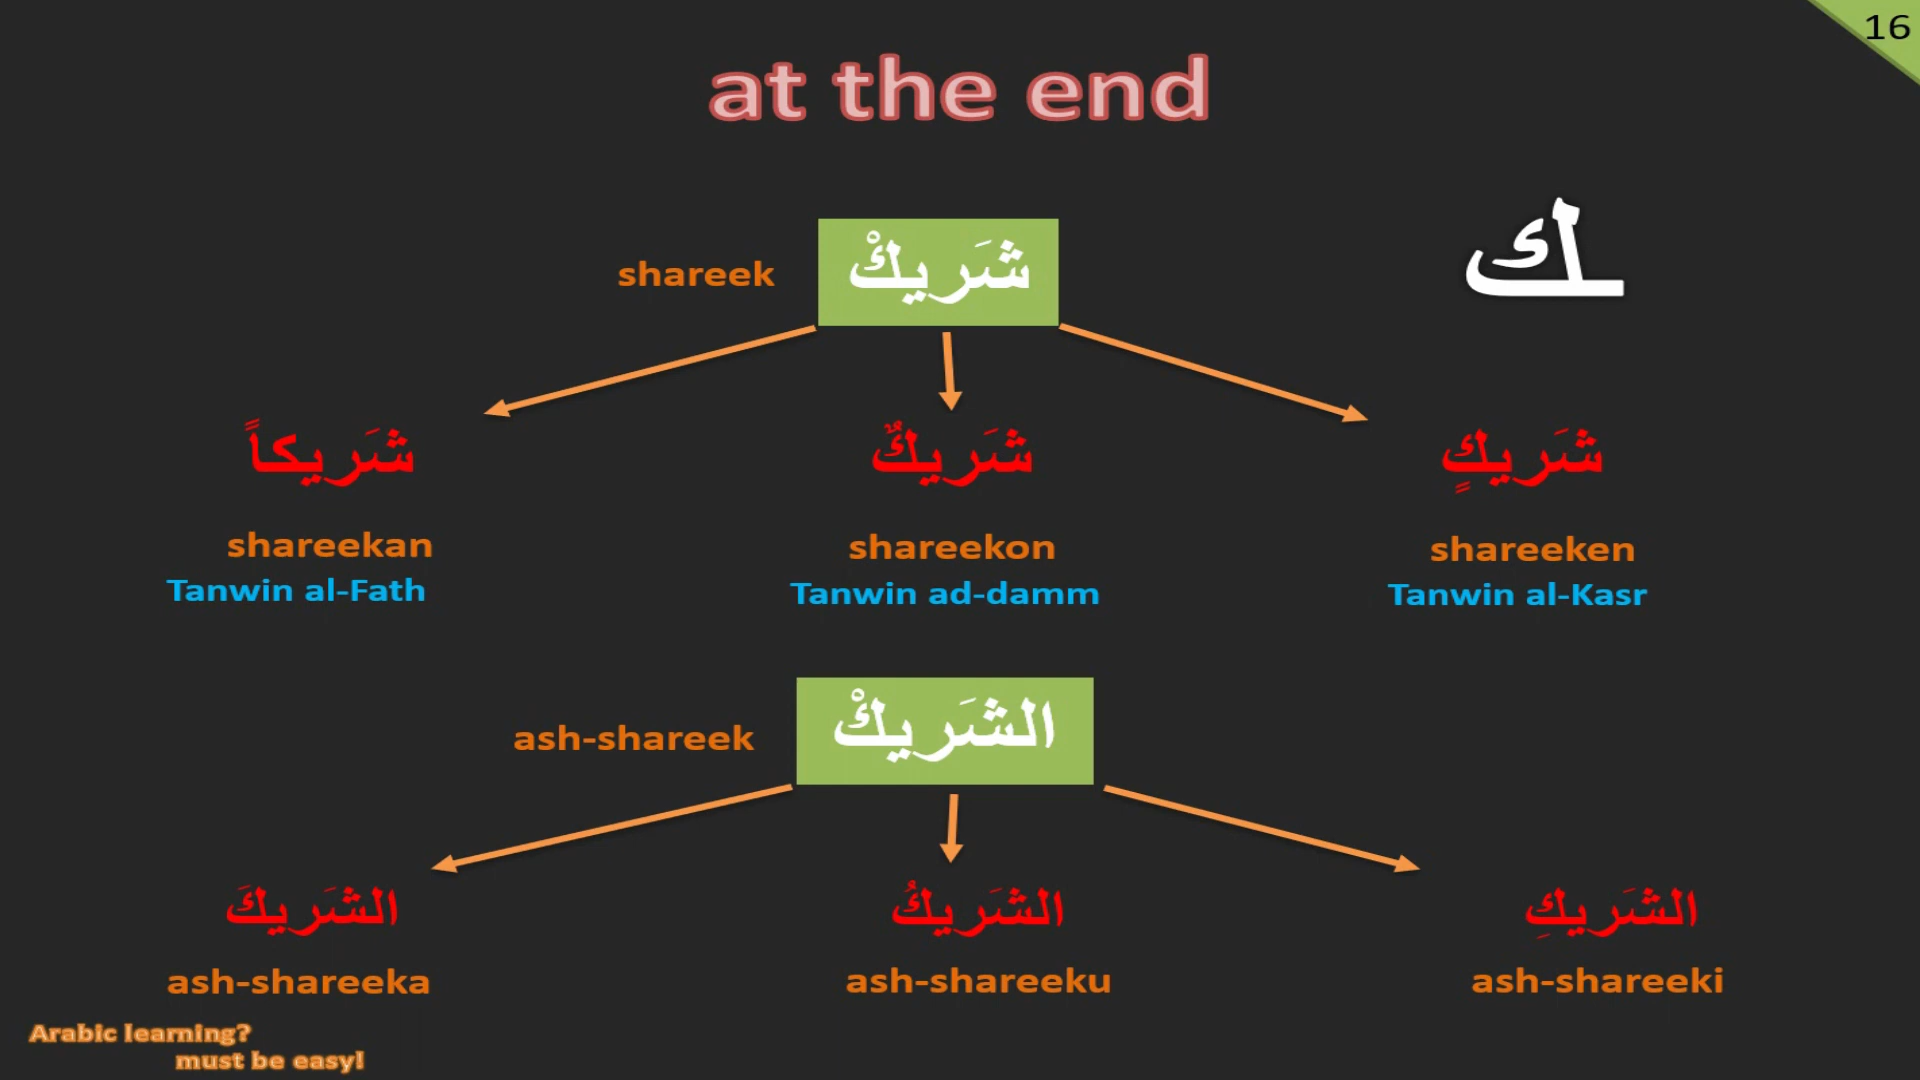 16
at the end
ـك
shareek
شَريكْ
شَريكاً
شَريكٌ
شَريكٍ
shareekan
shareekon
shareeken
Tanwin al-Fath
Tanwin ad-damm
Tanwin al-Kasr
ash-shareek
الشَريكْ
الشَريكَ
الشَريكُ
الشَريكِ
ash-shareeka
ash-shareeku
ash-shareeki
Arabic learning?
must be easy!